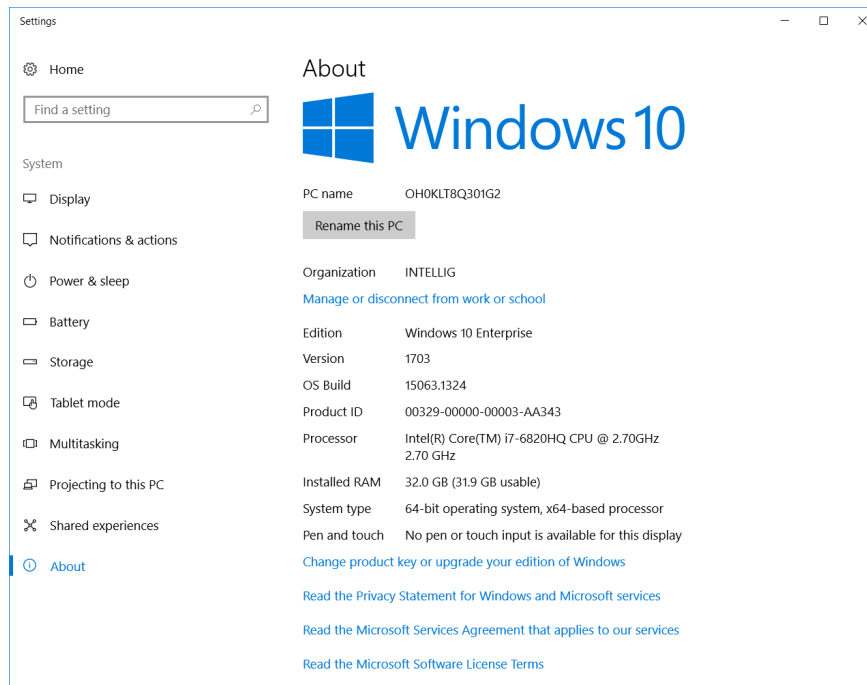 Settings
Home
Find a setting
System
Display
Notifications & actions
Power & sleep
Battery
Storage
Tablet mode
Multitasking
Projecting to this PC
Shared experiences
About
About
Windows 10
PC name OH0KLT8Q301G2
Rename this PC
Organization INTELLIG
Manage or disconnect from work or school
Edition Windows 10 Enterprise
Version 1703
OS Build 15063.1324
Product ID 00329-00000-00003-AA343
Processor Intel(R) Core(TM) i7-6820HQ CPU @ 2.70GHz
2.70 GHz
Installed RAM 32.0 GB (31.9 GB usable)
System type 64-bit operating system, x64-based processor
Pen and touch No pen or touch input is available for this display
Change product key or upgrade your edition of Windows
Read the Privacy Statement for Windows and Microsoft services
Read the Microsoft Services Agreement that applies to our services
Read the Microsoft Software License Terms